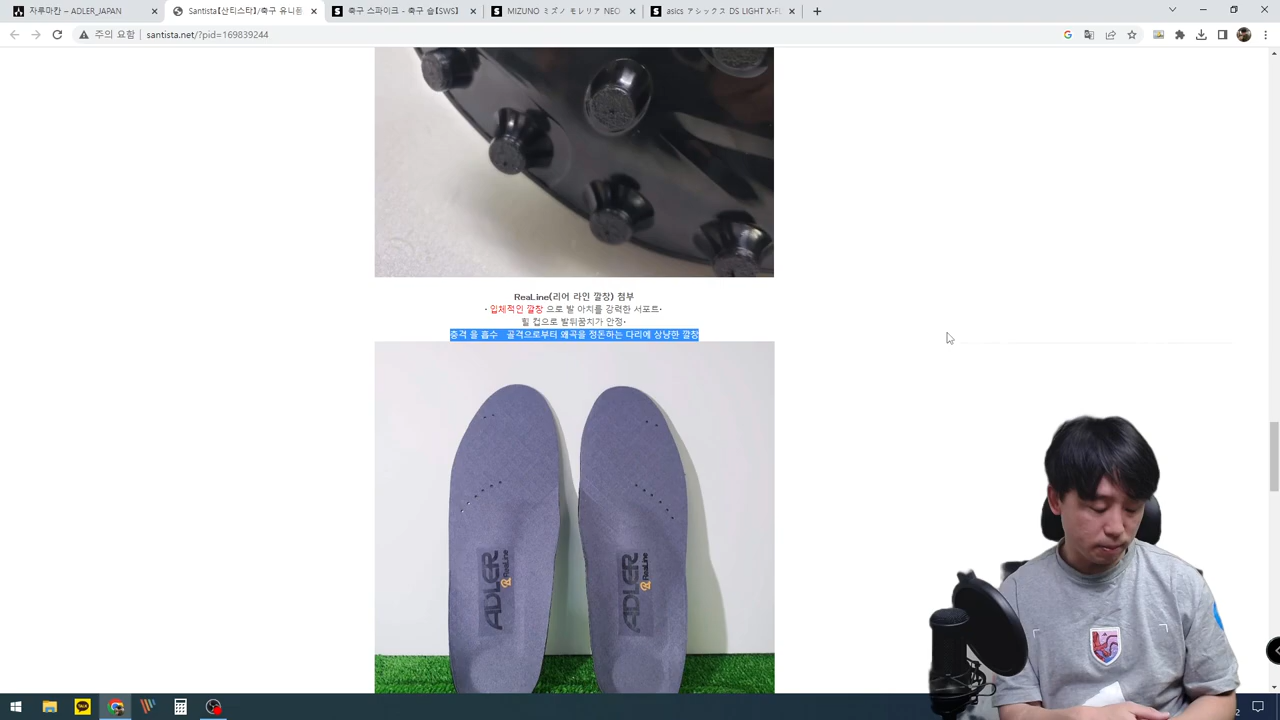 자루마칸 – ADLER_JAPAN
Santista【산티스타】/축구 유니폼
축구 스파이크 - 축구 숍【SWS】
MIZUNO ミズノ モレリア NEO
asics アシックス DS LIGHT X-FL
주의 요함
santista.net/?pid=169839244
ReaLine(리어 라인 깔창) 첨부
· 입체적인 깔창 으로 발 아치를 강력한 서포트·
힐 컵으로 발뒤꿈치가 안정·
충격 을 흡수 골격으로부터 왜곡을 정돈하는 다리에 상냥한 깔창
ADLER ReaLine
ADLER ReaLine
TALK